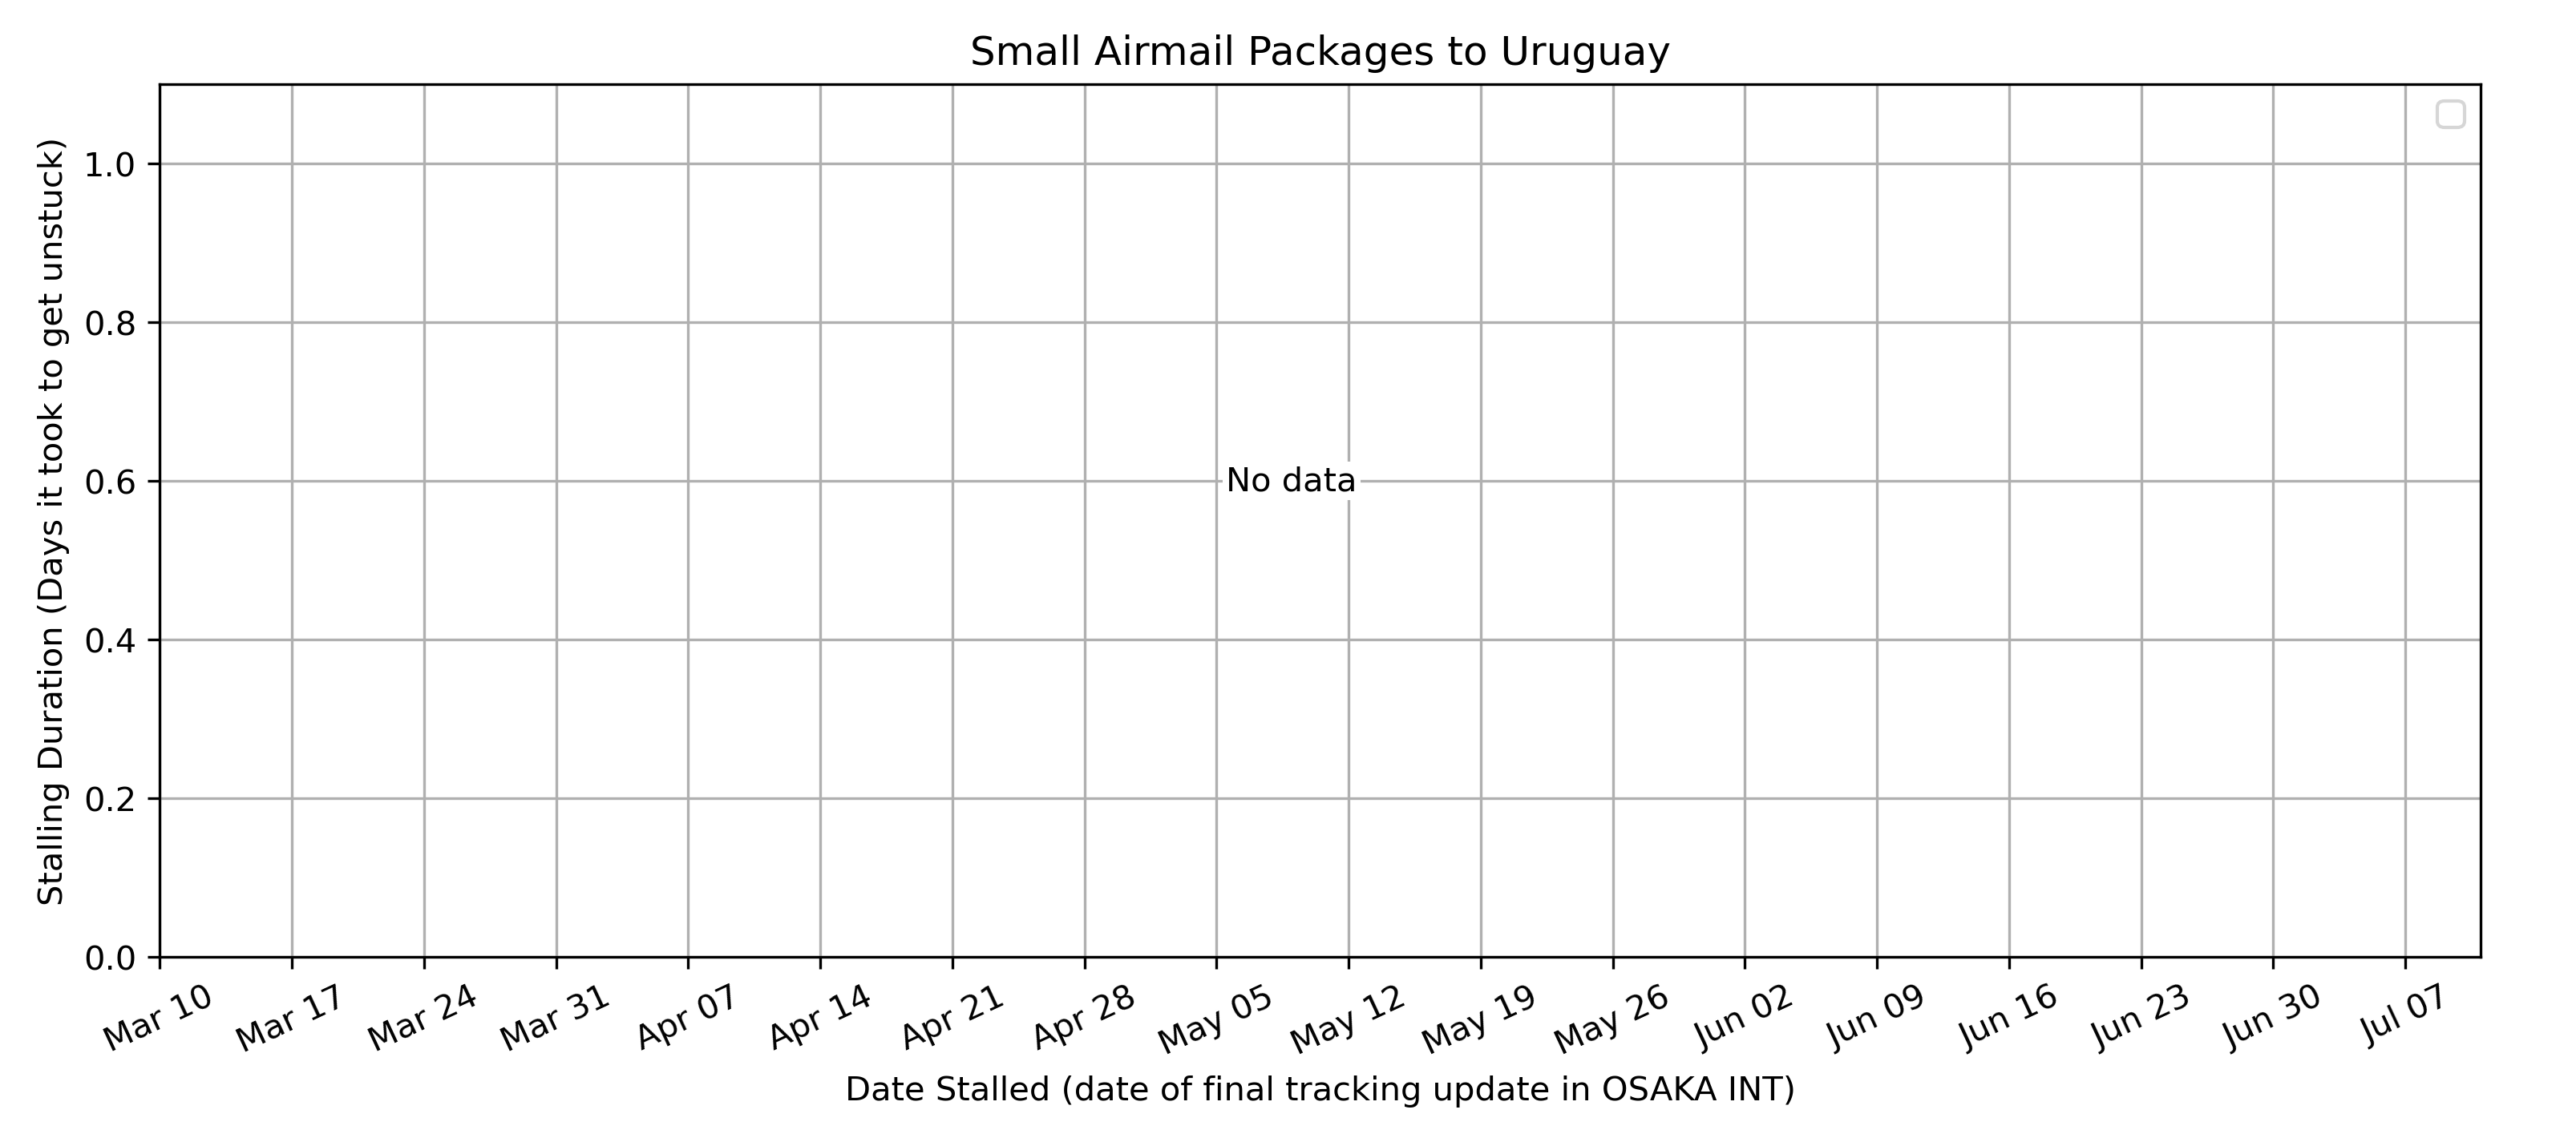 Small Airmail Packages to Uruguay
Stalling Duration (Days it took to get unstuck)
1.0
0.8
0.6
0.4
0.2
0.0
No data
Mar 10
Mar 17
Mar 24
Mar 31
Apr 07
Apr 14
Apr 21
Apr 28
May 05
May 12
May 19
May 26
Jun 02
Jun 09
Jun 16
Jun 23
Jun 30
Jul 07
Date Stalled (date of final tracking update in OSAKA INT)